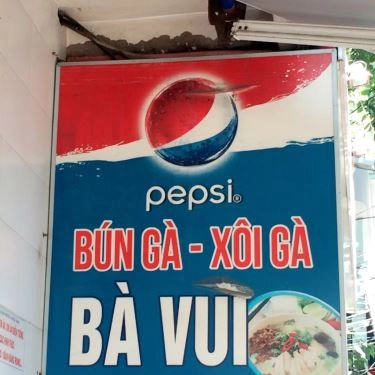 pepsi®
BÚN GÀ - XÔI GÀ
BÀ VUI